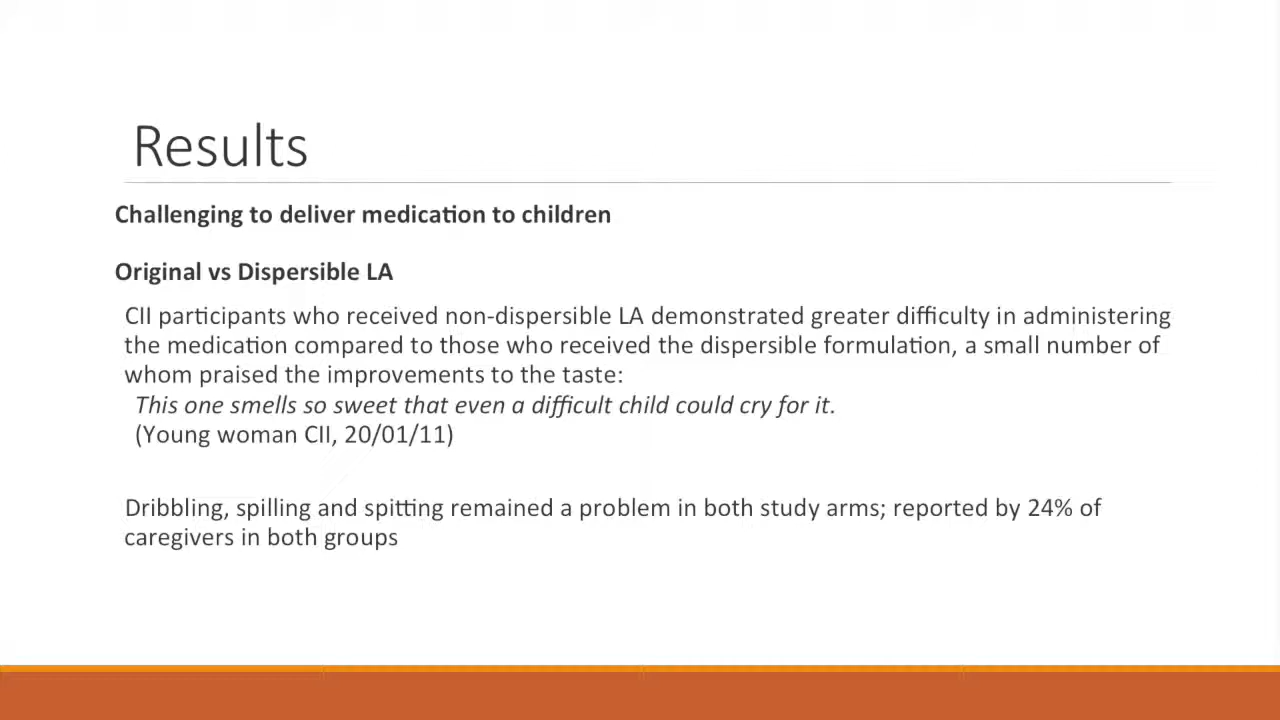 Results
Challenging to deliver medication to children
Original vs Dispersible LA
CII participants who received non-dispersible LA demonstrated greater difficulty in administering
the medication compared to those who received the dispersible formulation, a small number of
whom praised the improvements to the taste:
This one smells so sweet that even a difficult child could cry for it.
(Young woman CII, 20/01/11)
Dribbling, spilling and spitting remained a problem in both study arms; reported by 24% of
caregivers in both groups